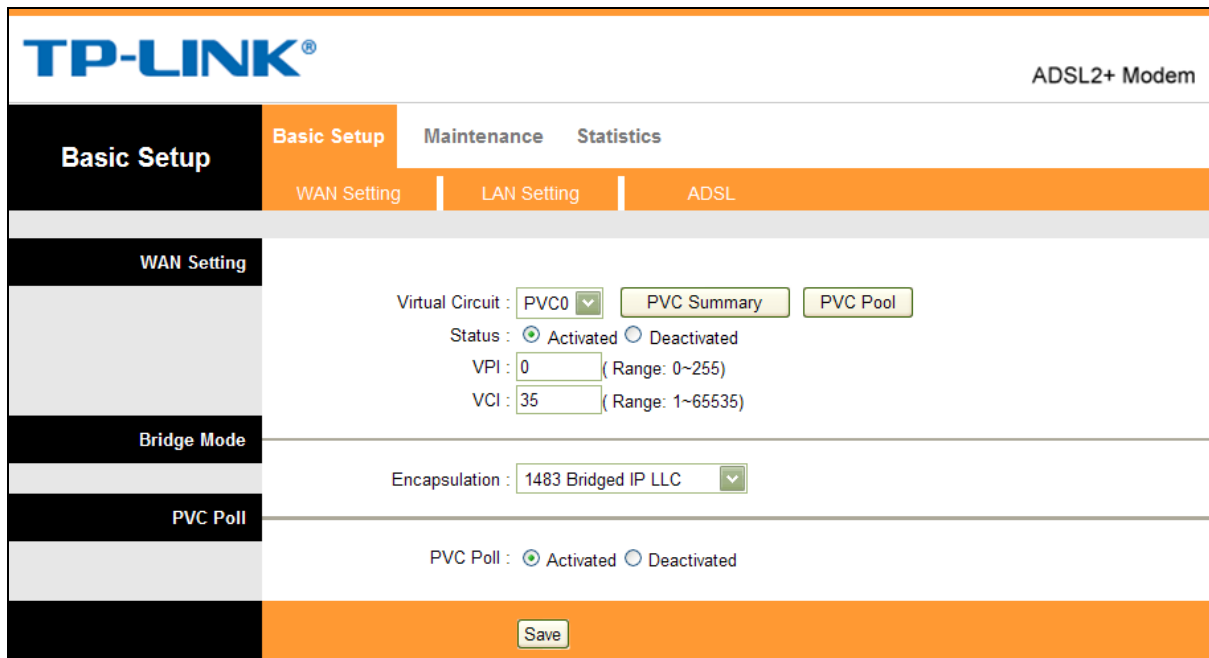 TP-LINK®
ADSL2+ Modem
Basic Setup
Basic Setup Maintenance Statistics
WAN Setting LAN Setting ADSL
WAN Setting
Virtual Circuit : PVC0 PVC Summary PVC Pool
Status : Activated Deactivated
VPI : 0 ( Range: 0~255)
VCI : 35 ( Range: 1~65535)
Bridge Mode
Encapsulation : 1483 Bridged IP LLC
PVC Poll
PVC Poll : Activated Deactivated
Save